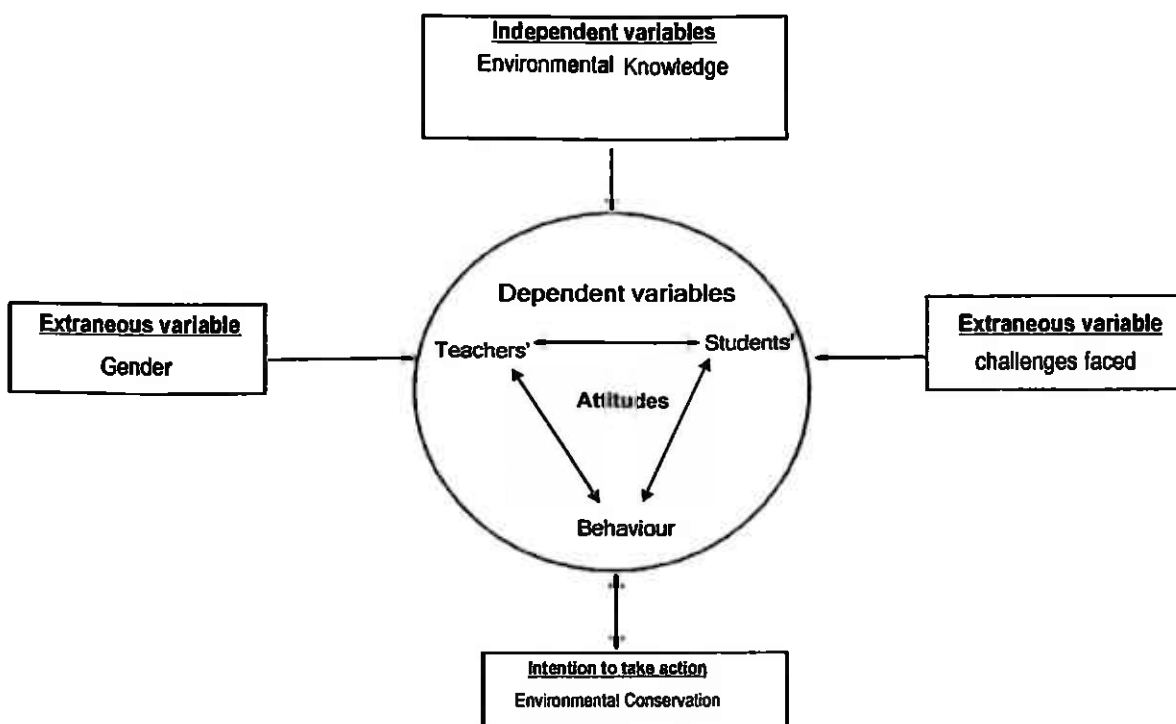 Independent variables
Environmental Knowledge
Dependent variables
Extraneous variable
Gender
Teachers'
Students'
Attitudes
Behaviour
Extraneous variable
challenges faced
Intention to take action
Environmental Conservation